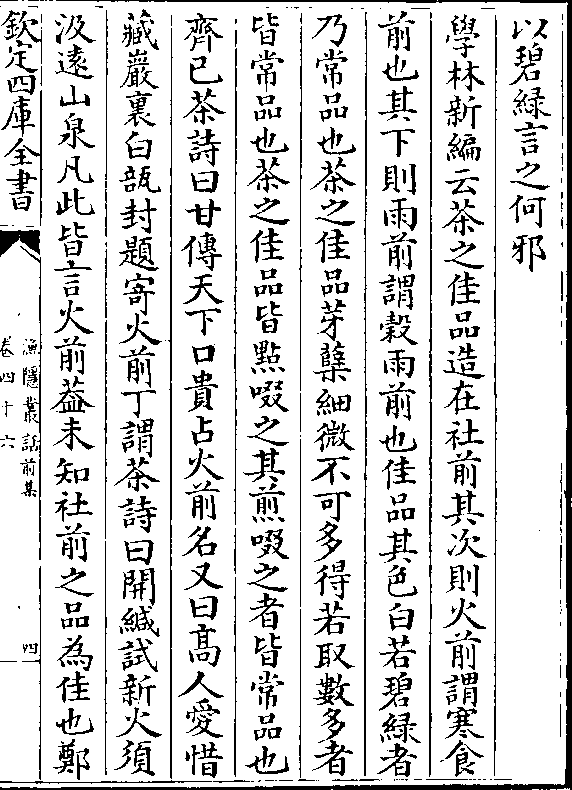 以碧緑言之何邪
學林新編云茶之佳品造在社前其次則火前謂寒食
前也其下則雨前謂穀雨前也佳品其色白若碧緑者
乃常品也茶之佳品芽蘖細微不可多得若取數多者
皆常品也茶之佳品皆點啜之其煎啜之者皆常品也
齊己茶詩曰甘傳天下口貴占火前名又曰髙人愛惜
藏巖裏白甀封題寄火前丁謂茶詩曰開緘試新火須
汲逺山泉凡此皆言火前葢未知社前之品為佳也鄭
欽定四庫全書
漁隱叢話前集
卷四十六
四